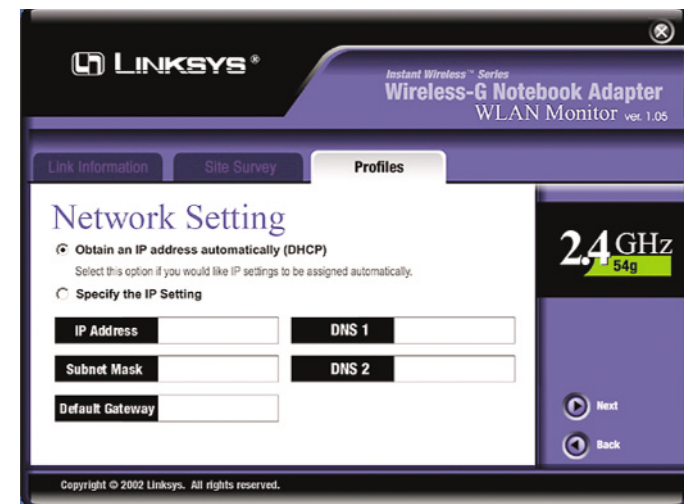 LINKSYS®
Instant Wireless™ Series
Wireless-G Notebook Adapter
WLAN Monitor ver. 1.05
Link Information
Site Survey
Profiles
Network Setting
Obtain an IP address automatically (DHCP)
Select this option if you would like IP settings to be assigned automatically.
Specify the IP Setting
IP Address
DNS 1
Subnet Mask
DNS 2
Default Gateway
2.4 GHz
54g
Next
Back
Copyright © 2002 Linksys. All rights reserved.